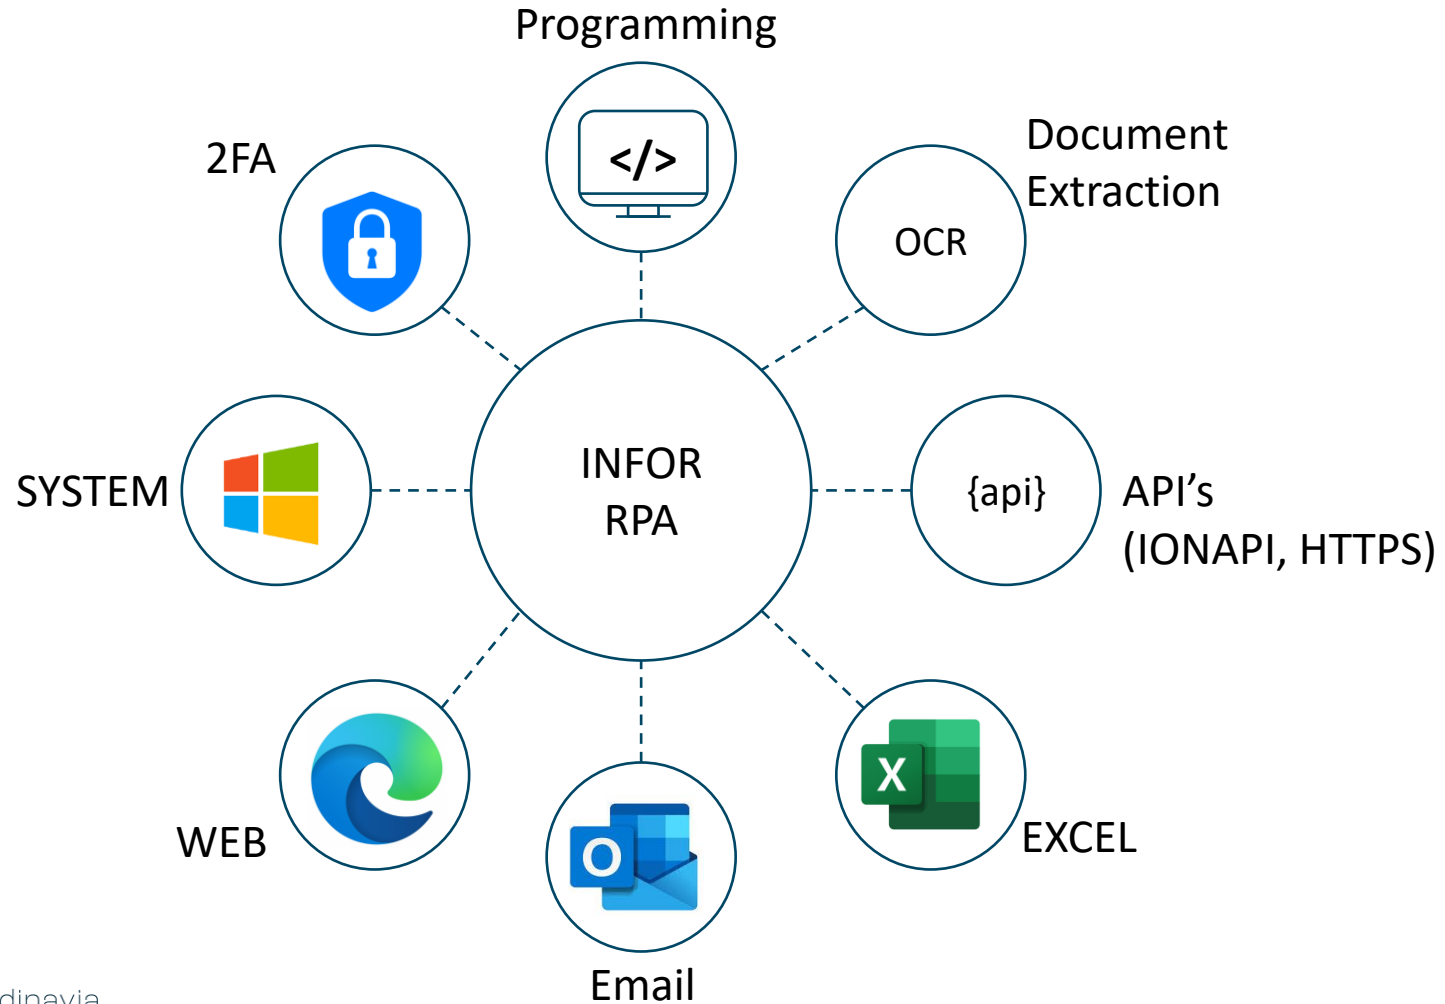 Programming
2FA
</>
Document
Extraction
OCR
SYSTEM
INFOR
RPA
{api}
API’s
(IONAPI, HTTPS)
WEB
X
EXCEL
O
Email